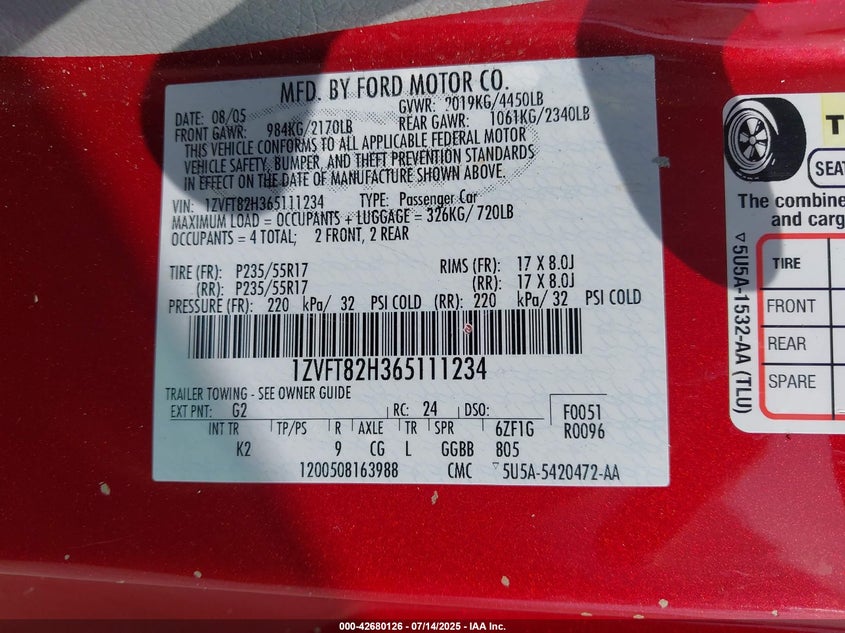 MFD. BY FORD MOTOR CO.
DATE: 08/05 GVWR: 2019KG/4450LB
FRONT GAWR: 984KG/2170LB REAR GAWR: 1061KG/2340LB
THIS VEHICLE CONFORMS TO ALL APPLICABLE FEDERAL MOTOR
VEHICLE SAFETY, BUMPER, AND THEFT PREVENTION STANDARDS
IN EFFECT ON THE DATE OF MANUFACTURE SHOWN ABOVE.
VIN: 1ZVFT82H365111234 TYPE: Passenger Car
MAXIMUM LOAD = OCCUPANTS + LUGGAGE = 326KG/ 720LB
OCCUPANTS = 4 TOTAL; 2 FRONT, 2 REAR
TIRE (FR): P235/55R17 RIMS (FR): 17 X 8.0J
(RR): P235/55R17 (RR): 17 X 8.0J
PRESSURE (FR): 220 kPa/ 32 PSI COLD (RR): 220 kPa/ 32 PSI COLD
1ZVFT82H365111234
TRAILER TOWING - SEE OWNER GUIDE
EXT PNT: G2 RC: 24 DSO: F0051
INT TR TP/PS R AXLE TR SPR 6ZF1G R0096
K2 9 CG L GGBB 805
1200508163988 CMC ▽5U5A-5420472-AA
T
SEAT
The combine
and carg
TIRE
FRONT
REAR
SPARE
▽5U5A-1532-AA (TLU)
000-42680126 - 07/14/2025 - IAA Inc.